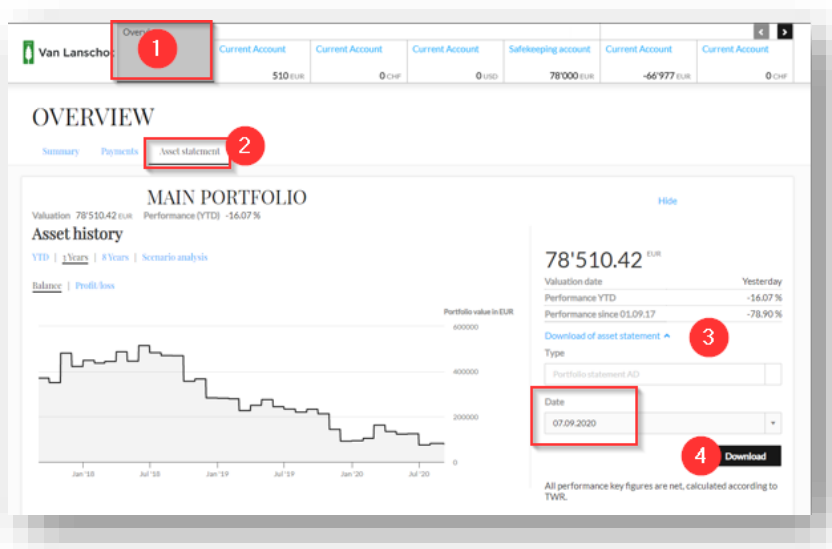 Van Lanschot
Overview
1
Current Account
510 EUR
Current Account
0 CHF
Current Account
0 USD
Safekeeping account
78'000 EUR
Current Account
-66'977 EUR
Current Account
0 CHF
OVERVIEW
Summary Payments Asset statement
2
MAIN PORTFOLIO
Hide
Valuation 78'510.42 EUR Performance (YTD) -16.07 %
Asset history
YTD | 3 Years | 8 Years | Scenario analysis
Balance | Profit/loss
Portfolio value in EUR
600000
400000
200000
0
Jan '18 Jul '18 Jan '19 Jul '19 Jan '20 Jul '20
78'510.42 EUR
Valuation date Yesterday
Performance YTD -16.07 %
Performance since 01.09.17 -78.90 %
Download of asset statement
3
Type
Portfolio statement AD
Date
07.09.2020
4
Download
All performance key figures are net, calculated according to
TWR.